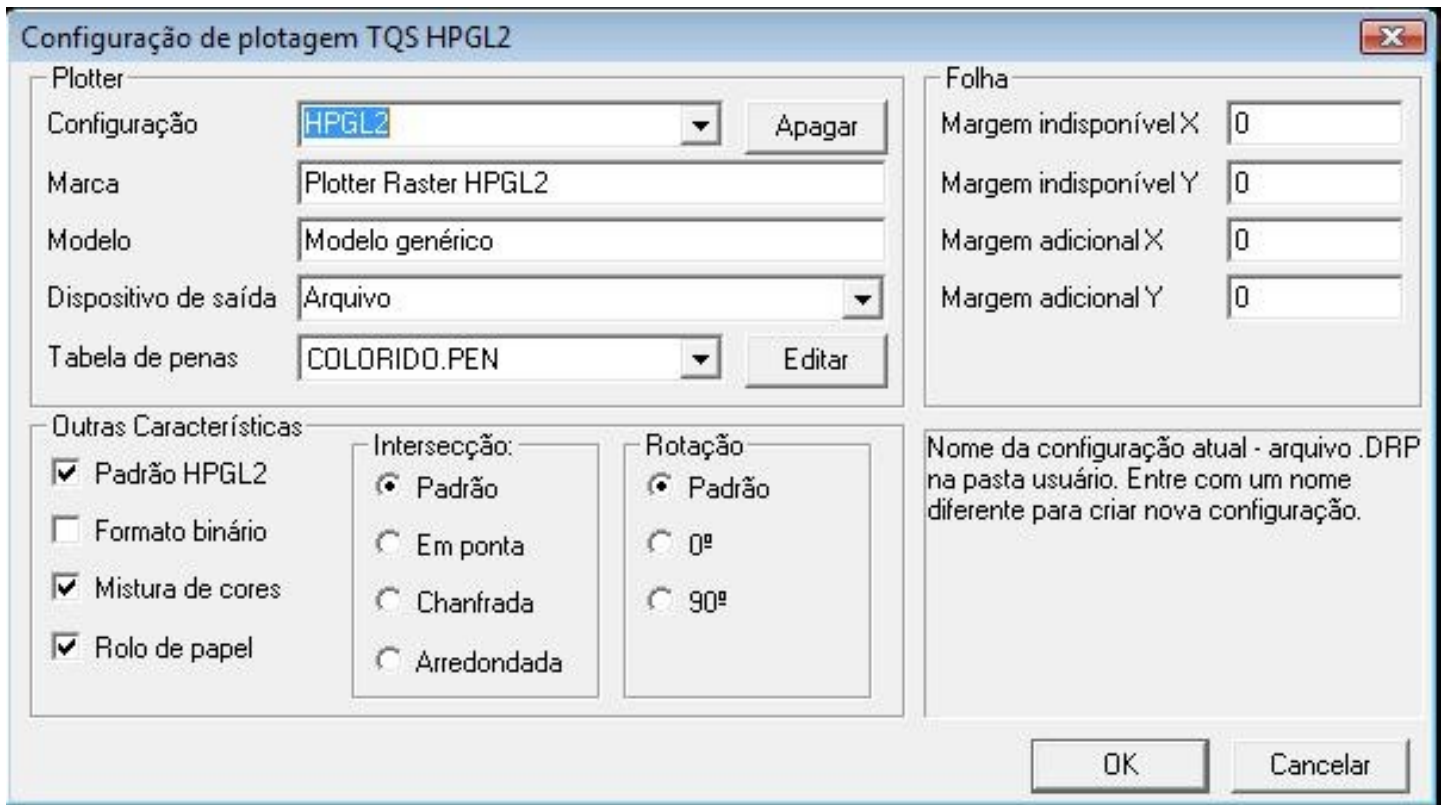 Configuração de plotagem TQS HPGL2
Plotter
Configuração
HPGL2
Apagar
Marca
Plotter Raster HPGL2
Modelo
Modelo genérico
Dispositivo de saída
Arquivo
Tabela de penas
COLORIDO.PEN
Editar
Folha
Margem indisponível X
0
Margem indisponível Y
0
Margem adicional X
0
Margem adicional Y
0
Outras Características
Padrão HPGL2
Formato binário
Mistura de cores
Rolo de papel
Intersecção:
Padrão
Em ponta
Chanfrada
Arredondada
Rotação
Padrão
0º
90º
Nome da configuração atual - arquivo .DRP
na pasta usuário. Entre com um nome
diferente para criar nova configuração.
OK
Cancelar